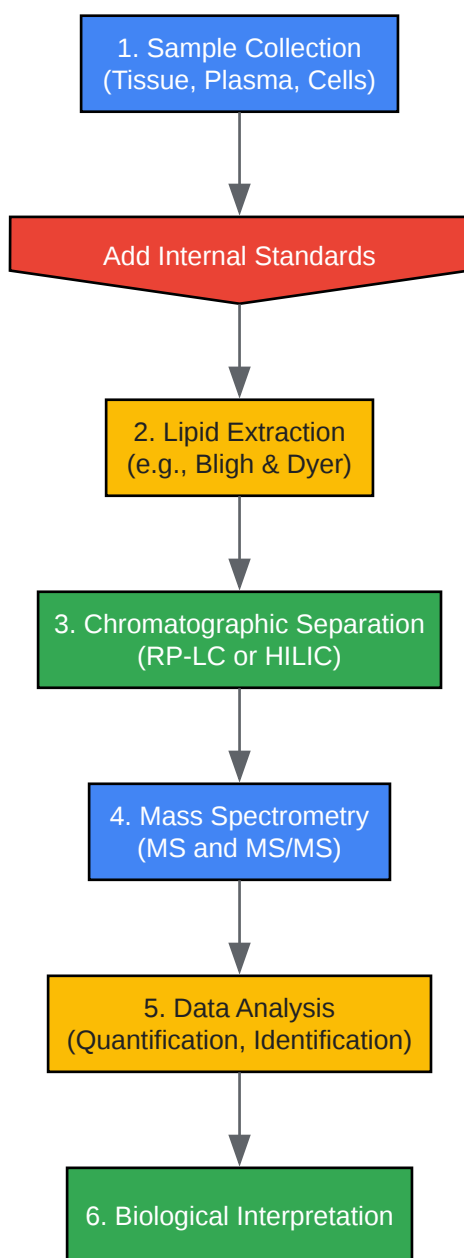 1. Sample Collection
(Tissue, Plasma, Cells)
Add Internal Standards
2. Lipid Extraction
(e.g., Bligh & Dyer)
3. Chromatographic Separation
(RP-LC or HILIC)
4. Mass Spectrometry
(MS and MS/MS)
5. Data Analysis
(Quantification, Identification)
6. Biological Interpretation